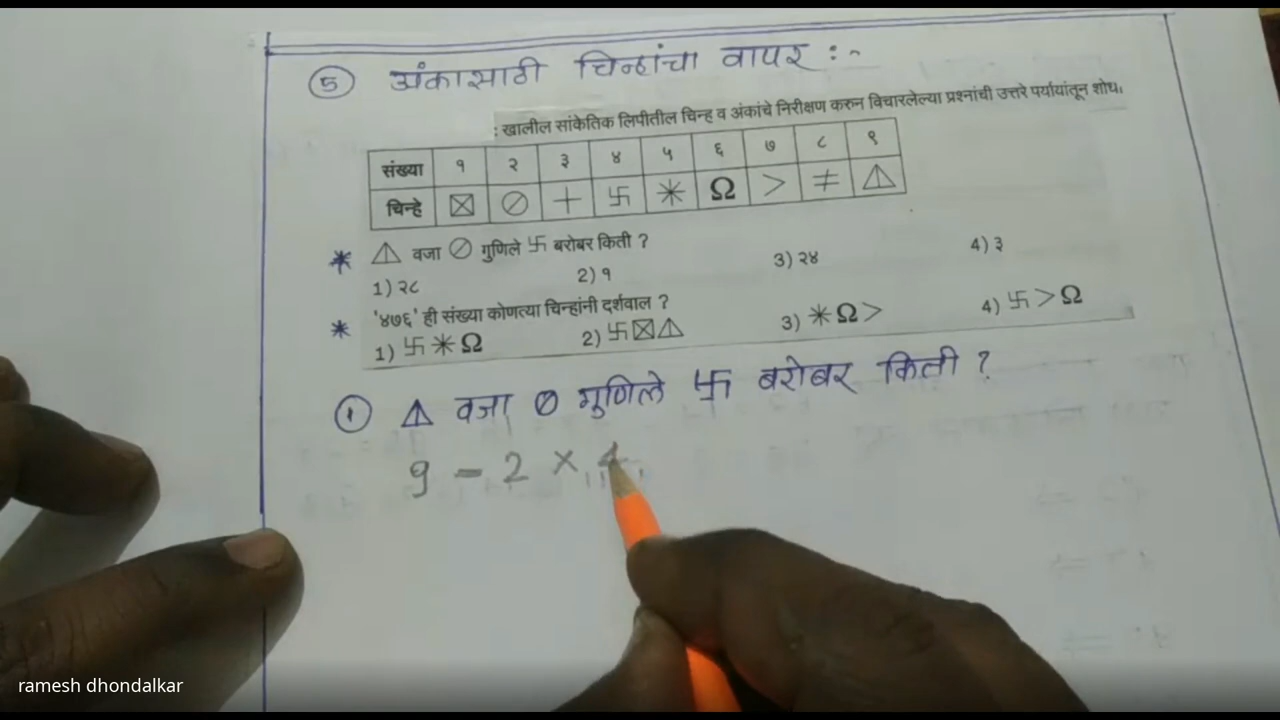 ५ अंकासाठी चिन्हांचा वापर :-
: खालील सांकेतिक लिपीतील चिन्ह व अंकांचे निरीक्षण करुन विचारलेल्या प्रश्नांची उत्तरे पर्यायांतून शोध.
संख्या १ २ ३ ४ ५ ६ ७ ८ ९
चिन्हे ☒ ⊘ + 卐 * Ω > ≠ ⚠
* ⚠ वजा ⊘ गुणिले 卐 बरोबर किती ?
1) २८ 2) १ 3) २४ 4) ३
* '४७६' ही संख्या कोणत्या चिन्हांनी दर्शवाल ?
1) 卐 * Ω 2) 卐 ☒ ⚠ 3) * Ω > 4) 卐 > Ω
① ⚠ वजा ⊘ गुणिले 卐 बरोबर किती ?
9 - 2 × 4
ramesh dhondalkar